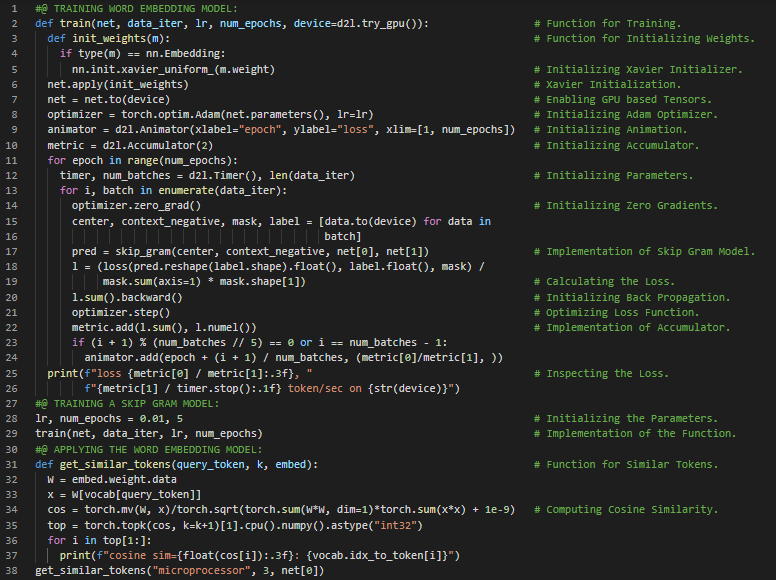 1 #@ TRAINING WORD EMBEDDING MODEL:
2 def train(net, data_iter, lr, num_epochs, device=d2l.try_gpu()): # Function for Training.
3 def init_weights(m): # Function for Initializing Weights.
4 if type(m) == nn.Embedding:
5 nn.init.xavier_uniform_(m.weight) # Initializing Xavier Initializer.
6 net.apply(init_weights) # Xavier Initialization.
7 net = net.to(device) # Enabling GPU based Tensors.
8 optimizer = torch.optim.Adam(net.parameters(), lr=lr) # Initializing Adam Optimizer.
9 animator = d2l.Animator(xlabel="epoch", ylabel="loss", xlim=[1, num_epochs]) # Initializing Animation.
10 metric = d2l.Accumulator(2) # Initializing Accumulator.
11 for epoch in range(num_epochs):
12 timer, num_batches = d2l.Timer(), len(data_iter) # Initializing Parameters.
13 for i, batch in enumerate(data_iter):
14 optimizer.zero_grad() # Initializing Zero Gradients.
15 center, context_negative, mask, label = [data.to(device) for data in
16 batch]
17 pred = skip_gram(center, context_negative, net[0], net[1]) # Implementation of Skip Gram Model.
18 l = (loss(pred.reshape(label.shape).float(), label.float(), mask) /
19 mask.sum(axis=1) * mask.shape[1]) # Calculating the Loss.
20 l.sum().backward() # Initializing Back Propagation.
21 optimizer.step() # Optimizing Loss Function.
22 metric.add(l.sum(), l.numel()) # Implementation of Accumulator.
23 if (i + 1) % (num_batches // 5) == 0 or i == num_batches - 1:
24 animator.add(epoch + (i + 1) / num_batches, (metric[0]/metric[1], ))
25 print(f"loss {metric[0] / metric[1]:.3f}, " # Inspecting the Loss.
26 f"{metric[1] / timer.stop():.1f} token/sec on {str(device)}")
27 #@ TRAINING A SKIP GRAM MODEL:
28 lr, num_epochs = 0.01, 5 # Initializing the Parameters.
29 train(net, data_iter, lr, num_epochs) # Implementation of the Function.
30 #@ APPLYING THE WORD EMBEDDING MODEL:
31 def get_similar_tokens(query_token, k, embed): # Function for Similar Tokens.
32 W = embed.weight.data
33 x = W[vocab[query_token]]
34 cos = torch.mv(W, x)/torch.sqrt(torch.sum(W*W, dim=1)*torch.sum(x*x) + 1e-9) # Computing Cosine Similarity.
35 top = torch.topk(cos, k=k+1)[1].cpu().numpy().astype("int32")
36 for i in top[1:]:
37 print(f"cosine sim={float(cos[i]):.3f}: {vocab.idx_to_token[i]}")
38 get_similar_tokens("microprocessor", 3, net[0])